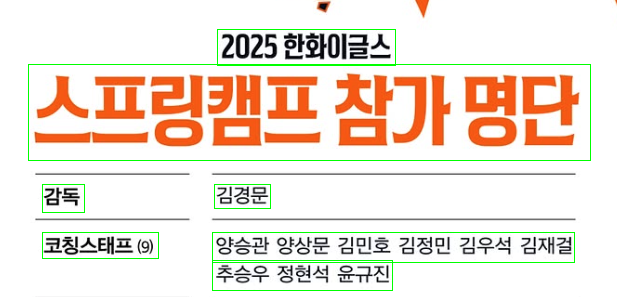 2025 한화이글스
스프링캠프 참가 명단
감독 김경문
코칭스태프 (9) 양승관 양상문 김민호 김정민 김우석 김재걸
추승우 정현석 윤규진